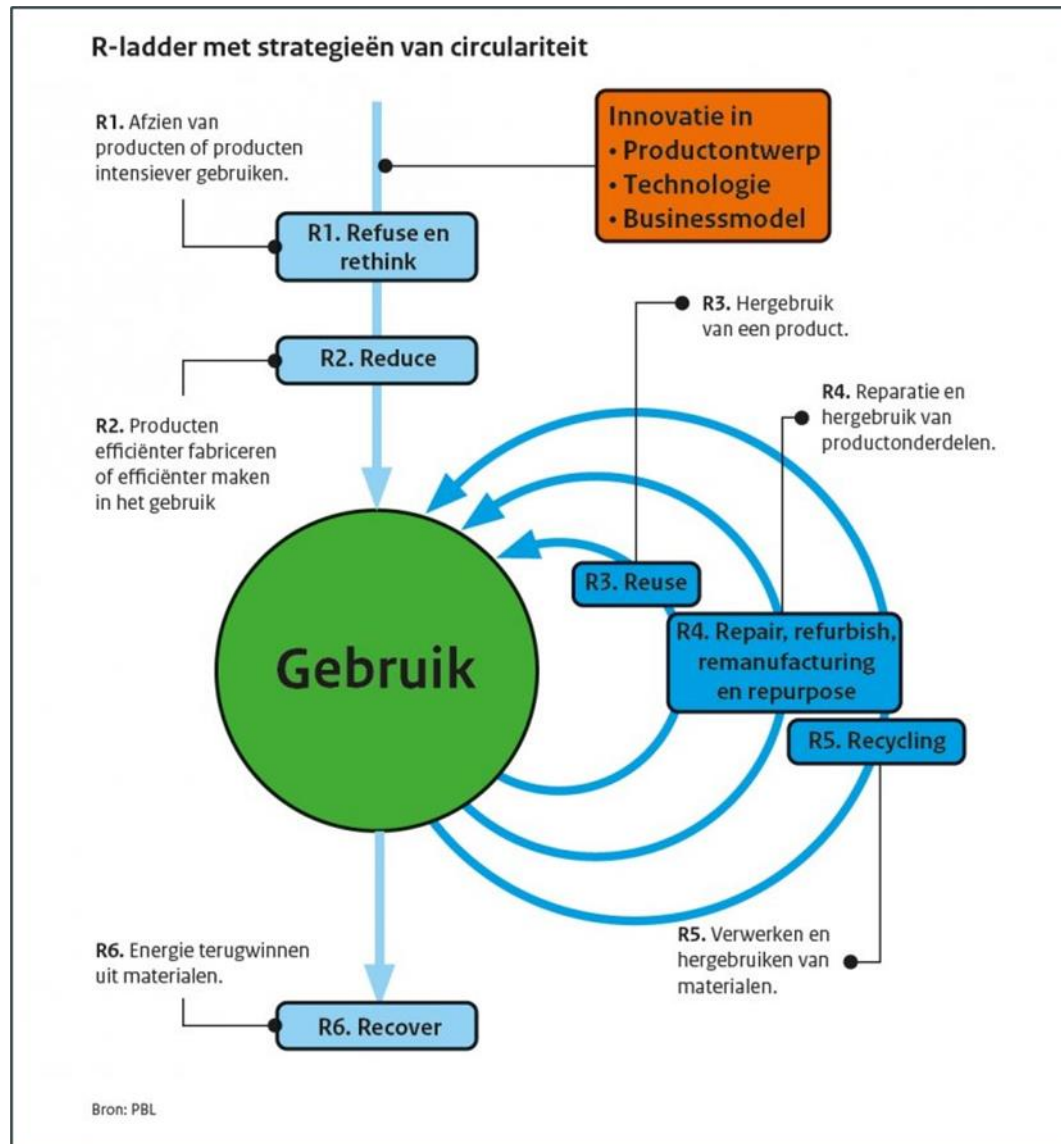 R-ladder met strategieën van circulariteit
R1. Afzien van
producten of producten
intensiever gebruiken.
Innovatie in
• Productontwerp
• Technologie
• Businessmodel
R1. Refuse en
rethink
R3. Hergebruik
van een product.
R2. Reduce
R4. Reparatie en
hergebruik van
productonderdelen.
R2. Producten
efficiënter fabriceren
of efficiënter maken
in het gebruik
R3. Reuse
Gebruik
R4. Repair, refurbish,
remanufacturing
en repurpose
R5. Recycling
R6. Energie terugwinnen
uit materialen.
R5. Verwerken en
hergebruiken van
materialen.
R6. Recover
Bron: PBL